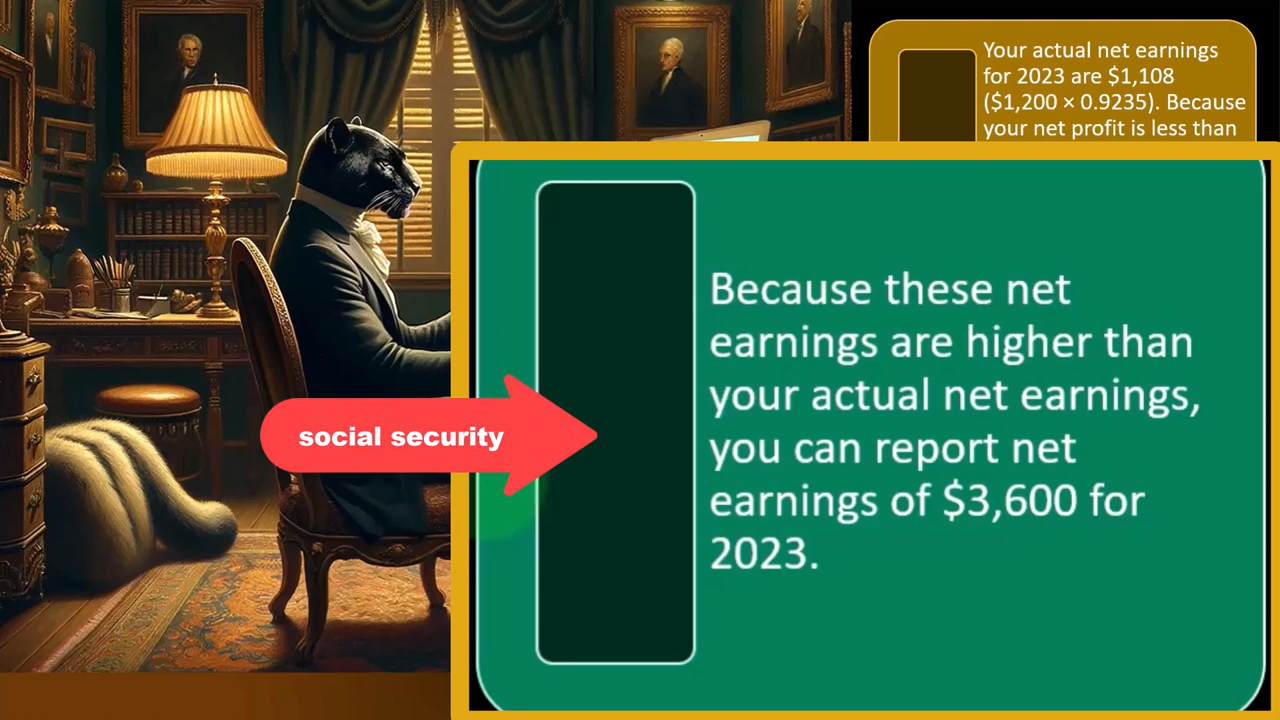 Your actual net earnings
for 2023 are $1,108
($1,200 × 0.9235). Because
your net profit is less than
Because these net
earnings are higher than
your actual net earnings,
you can report net
earnings of $3,600 for
2023.
social security